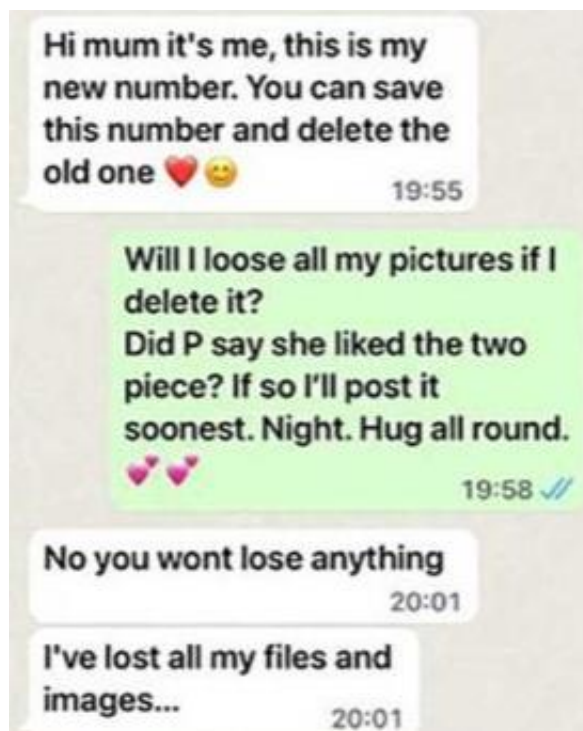 Hi mum it's me, this is my
new number. You can save
this number and delete the
old one ❤️😊
19:55
Will I loose all my pictures if I
delete it?
Did P say she liked the two
piece? If so I'll post it
soonest. Night. Hug all round.
💕💕
19:58
No you wont lose anything
20:01
I've lost all my files and
images...
20:01